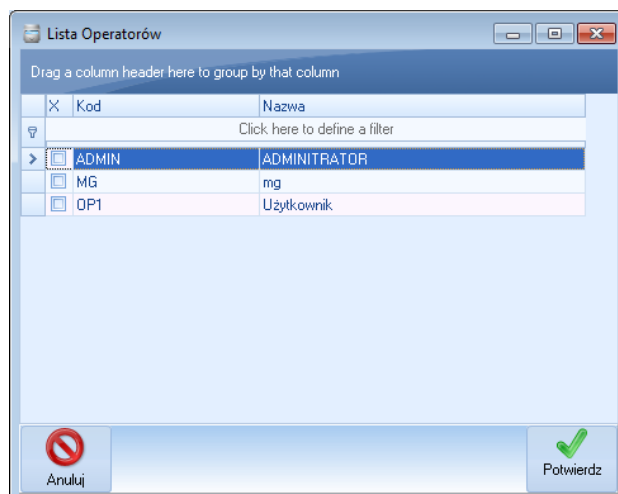 Lista Operatorów
Drag a column header here to group by that column
X Kod Nazwa
Click here to define a filter
ADMIN ADMINITRATOR
MG mg
OP1 Użytkownik
Anuluj Potwierdz